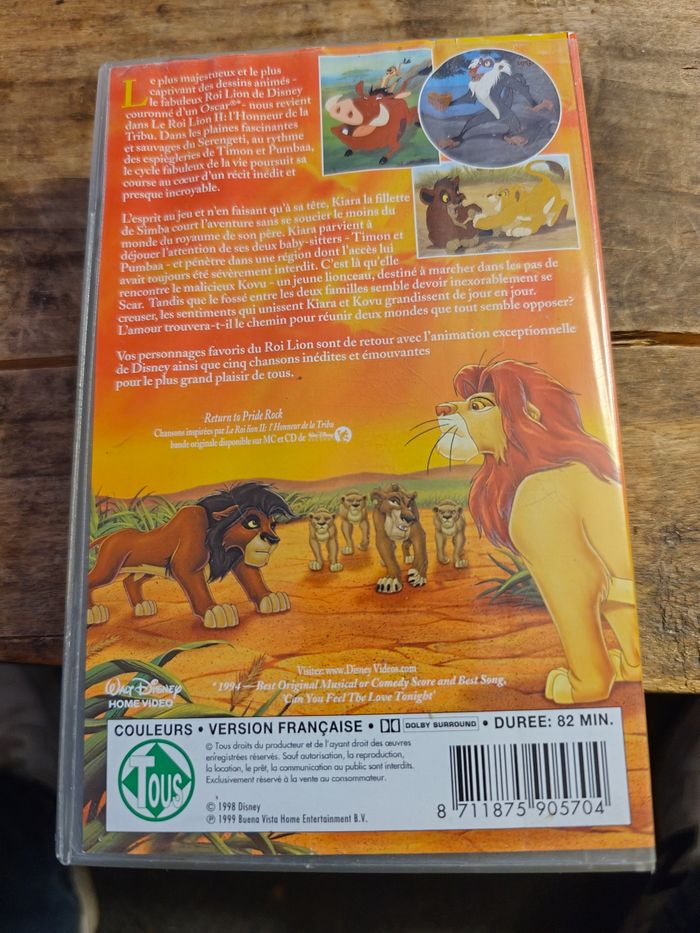 Le plus majestueux et le plus
captivant des dessins animés -
le fabuleux Roi Lion de Disney
couronné d'un Oscar®* - nous revient
dans Le Roi Lion II: l'Honneur de la
Tribu. Dans les plaines fascinantes
et sauvages du Serengeti, au rythme
des espiègleries de Timon et Pumbaa,
le cycle fabuleux de la vie poursuit sa
course au cœur d'un récit inédit et
presque incroyable.
L'esprit au jeu et n'en faisant qu'à sa tête, Kiara la fillette
de Simba court l'aventure sans se soucier le moins du
monde du royaume de son père. Kiara parvient à
déjouer l'attention de ses deux baby-sitters - Timon et
Pumbaa - et pénètre dans une région dont l'accès lui
avait toujours été sévèrement interdit. C'est là qu'elle
rencontre le malicieux Kovu - un jeune lionceau, destiné à marcher dans les pas de
Scar. Tandis que le fossé entre les deux familles semble devoir inexorablement se
creuser, les sentiments qui unissent Kiara et Kovu grandissent de jour en jour.
L'amour trouvera-t-il le chemin pour réunir deux mondes que tout semble opposer?
Vos personnages favoris du Roi Lion sont de retour avec l'animation exceptionnelle
de Disney ainsi que cinq chansons inédites et émouvantes
pour le plus grand plaisir de tous.
Return to Pride Rock
Chansons inspirées par Le Roi lion II: l'Honneur de la Tribu
bande originale disponible sur MC et CD de
Visitez: www.Disney Videos.com
*1994 - Best Original Musical or Comedy Score and Best Song,
'Can You Feel The Love Tonight'
WALT DISNEY
HOME VIDEO
COULEURS • VERSION FRANÇAISE • DOLBY SURROUND • DUREE: 82 MIN.
TOUS
© Tous droits du producteur et de l'ayant droit des œuvres
enregistrées réservés. Sauf autorisation, la reproduction,
la location, le prêt, la communication au public sont interdits.
Exclusivement réservé à la vente au consommateur.
© 1998 Disney
℗ 1999 Buena Vista Home Entertainment B.V.
8 711875 905704